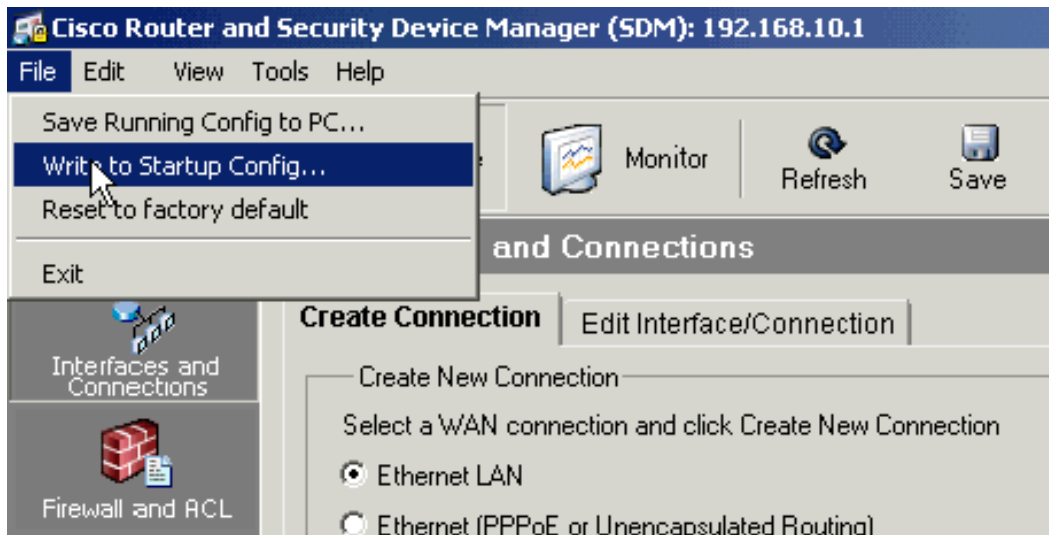 Cisco Router and Security Device Manager (SDM): 192.168.10.1
File Edit View Tools Help
Save Running Config to PC...
Write to Startup Config...
Reset to factory default
Exit
Monitor
Refresh
Save
and Connections
Interfaces and
Connections
Firewall and ACL
Create Connection
Edit Interface/Connection
Create New Connection
Select a WAN connection and click Create New Connection
Ethernet LAN
Ethernet (PPPoE or Unencapsulated Routing)